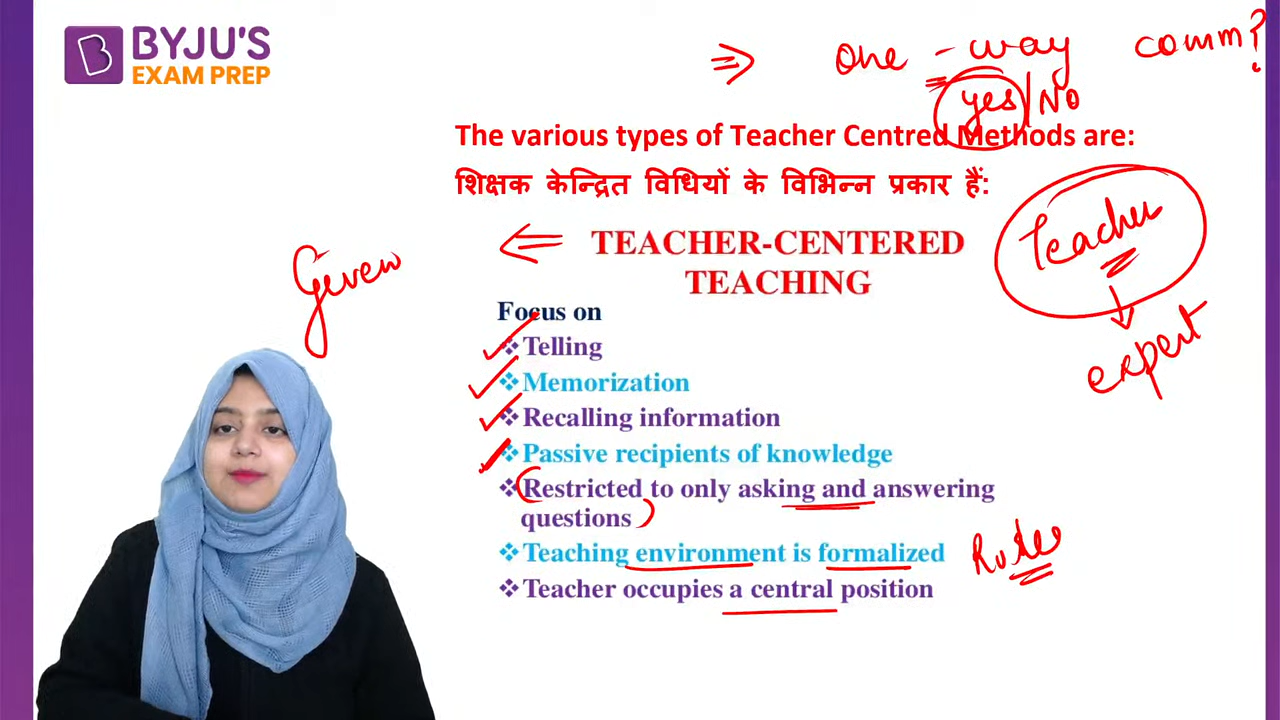 BYJU'S
EXAM PREP
⇒ One-way comm?
yes/No
The various types of Teacher Centred Methods are:
शिक्षक केन्द्रित विधियों के विभिन्न प्रकार हैं:
Teacher
expert
Given
⇐ TEACHER-CENTERED
TEACHING
Focus on
❖Telling
❖Memorization
❖Recalling information
❖Passive recipients of knowledge
❖Restricted to only asking and answering
questions
❖Teaching environment is formalized
Rules
❖Teacher occupies a central position